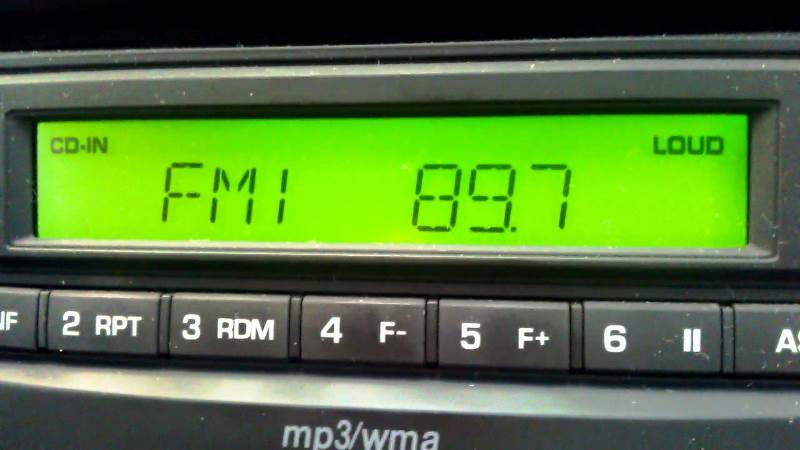 CD-IN LOUD
FM1 89.7
2 RPT 3 RDM 4 F- 5 F+ 6 II
mp3/wma